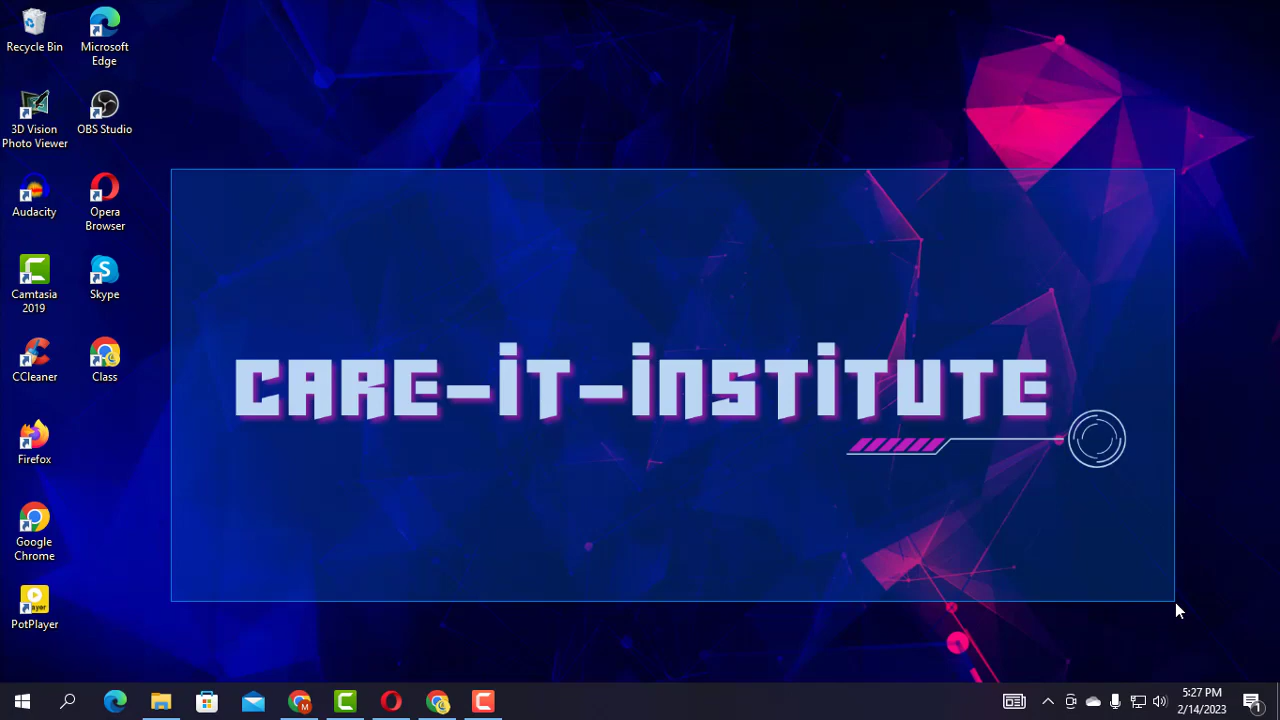 Recycle Bin
Microsoft
Edge
3D Vision
Photo Viewer
OBS Studio
Audacity
Opera
Browser
Camtasia
2019
Skype
CCleaner
Class
Firefox
Google
Chrome
PotPlayer
CARE-iT-iNSTiTUTE
5:27 PM
2/14/2023
1